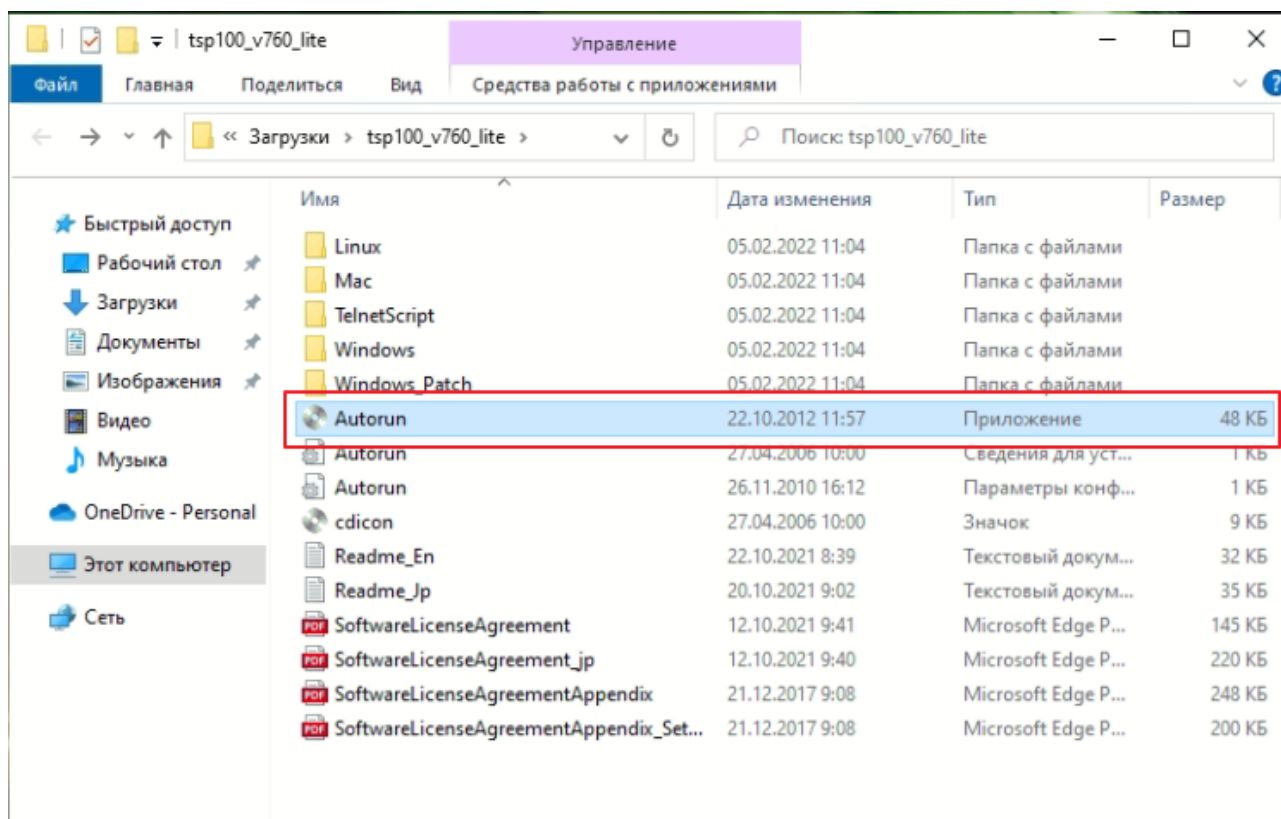 tsp100_v760_lite
Управление
Файл Главная Поделиться Вид Средства работы с приложениями
« Загрузки › tsp100_v760_lite › Поиск: tsp100_v760_lite
Имя Дата изменения Тип Размер
Быстрый доступ
Рабочий стол
Загрузки
Документы
Изображения
Видео
Музыка
OneDrive - Personal
Этот компьютер
Сеть
Linux 05.02.2022 11:04 Папка с файлами
Mac 05.02.2022 11:04 Папка с файлами
TelnetScript 05.02.2022 11:04 Папка с файлами
Windows 05.02.2022 11:04 Папка с файлами
Windows_Patch 05.02.2022 11:04 Папка с файлами
Autorun 22.10.2012 11:57 Приложение 48 КБ
Autorun 27.04.2006 10:00 Сведения для уст... 1 КБ
Autorun 26.11.2010 16:12 Параметры конф... 1 КБ
cdicon 27.04.2006 10:00 Значок 9 КБ
Readme_En 22.10.2021 8:39 Текстовый докум... 32 КБ
Readme_Jp 20.10.2021 9:02 Текстовый докум... 35 КБ
SoftwareLicenseAgreement 12.10.2021 9:41 Microsoft Edge P... 145 КБ
SoftwareLicenseAgreement_jp 12.10.2021 9:40 Microsoft Edge P... 220 КБ
SoftwareLicenseAgreementAppendix 21.12.2017 9:08 Microsoft Edge P... 248 КБ
SoftwareLicenseAgreementAppendix_Set... 21.12.2017 9:08 Microsoft Edge P... 200 КБ